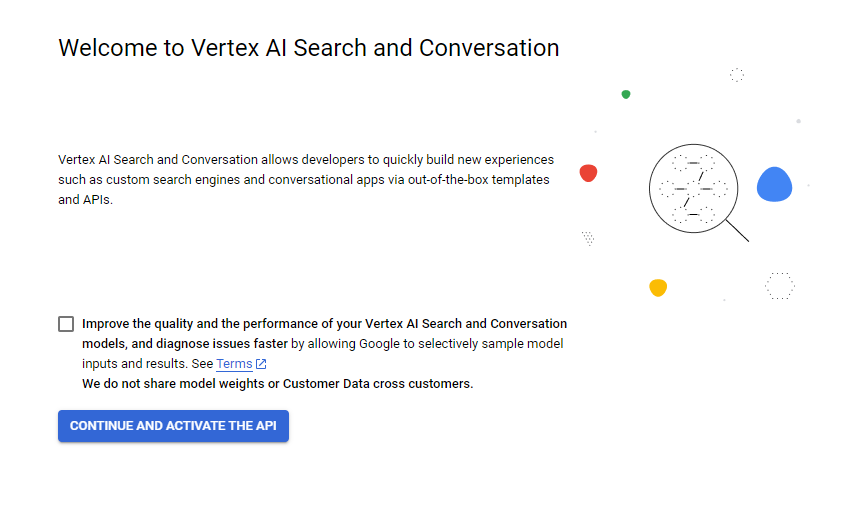 Welcome to Vertex AI Search and Conversation
Vertex AI Search and Conversation allows developers to quickly build new experiences
such as custom search engines and conversational apps via out-of-the-box templates
and APIs.
Improve the quality and the performance of your Vertex AI Search and Conversation
models, and diagnose issues faster by allowing Google to selectively sample model
inputs and results. See Terms
We do not share model weights or Customer Data cross customers.
CONTINUE AND ACTIVATE THE API